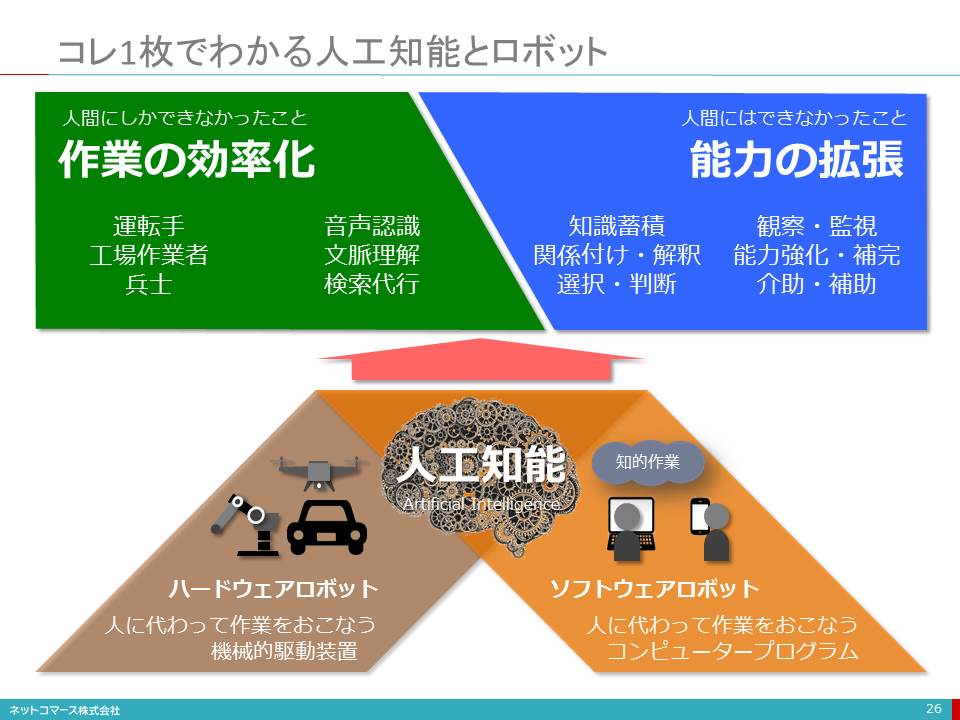 コレ1枚でわかる人工知能とロボット
人間にしかできなかったこと
作業の効率化
運転手
工場作業者
兵士
音声認識
文脈理解
検索代行
人間にはできなかったこと
能力の拡張
知識蓄積
関係付け・解釈
選択・判断
観察・監視
能力強化・補完
介助・補助
人工知能
Artificial Intelligence
知的作業
ハードウェアロボット
人に代わって作業をおこなう
機械的駆動装置
ソフトウェアロボット
人に代わって作業をおこなう
コンピュータープログラム
ネットコマース株式会社
26